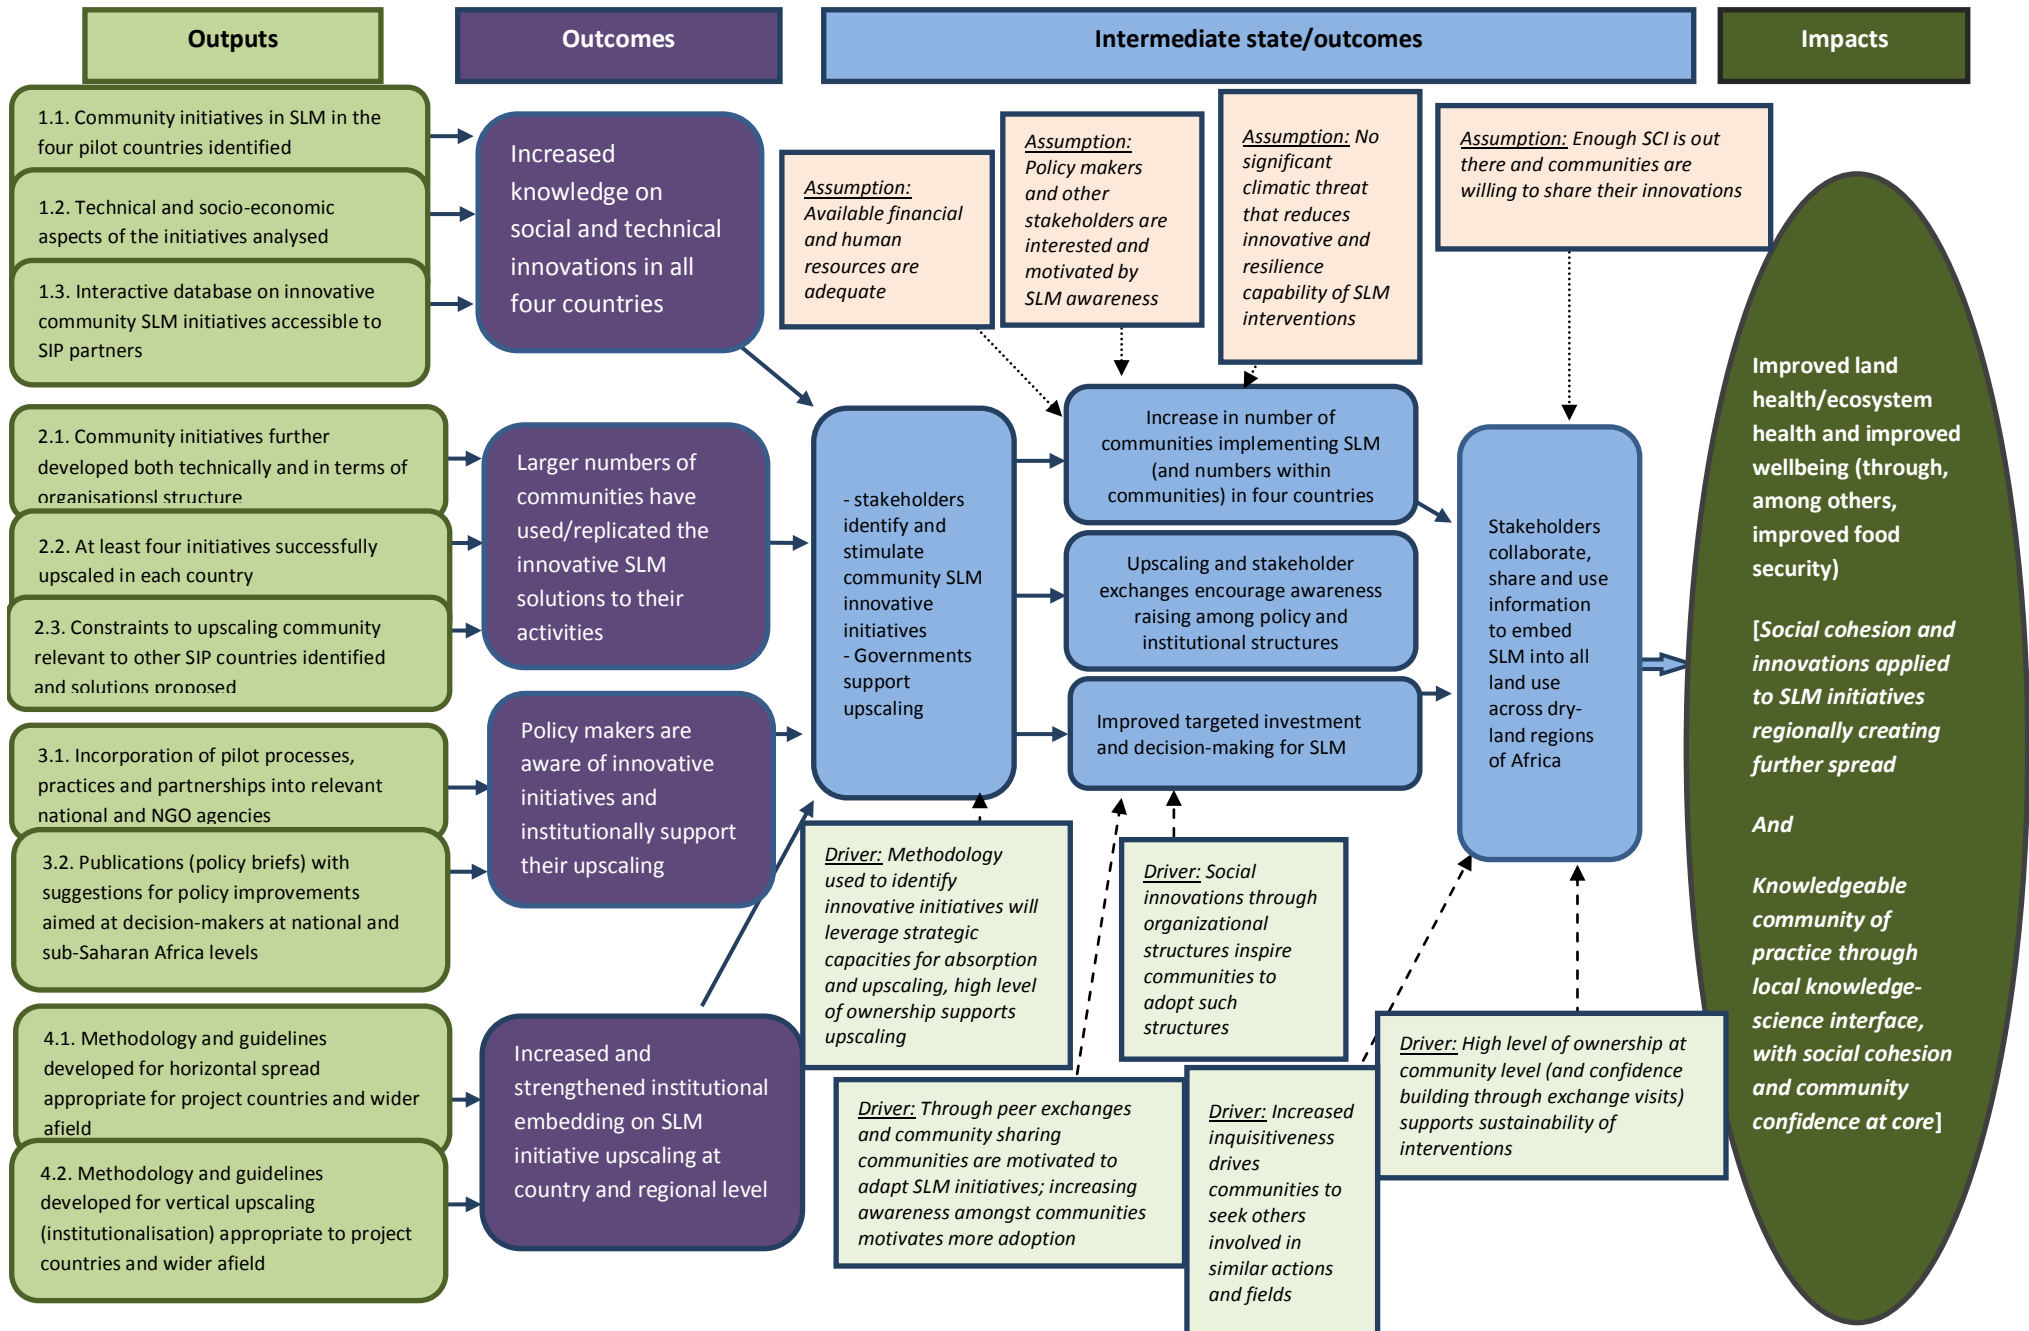 Outputs
Outcomes
Intermediate state/outcomes
Impacts
1.1. Community initiatives in SLM in the
four pilot countries identified
1.2. Technical and socio-economic
aspects of the initiatives analysed
1.3. Interactive database on innovative
community SLM initiatives accessible to
SIP partners
2.1. Community initiatives further
developed both technically and in terms of
organisationsl structure
2.2. At least four initiatives successfully
upscaled in each country
2.3. Constraints to upscaling community
relevant to other SIP countries identified
and solutions proposed
3.1. Incorporation of pilot processes,
practices and partnerships into relevant
national and NGO agencies
3.2. Publications (policy briefs) with
suggestions for policy improvements
aimed at decision-makers at national and
sub-Saharan Africa levels
4.1. Methodology and guidelines
developed for horizontal spread
appropriate for project countries and wider
afield
4.2. Methodology and guidelines
developed for vertical upscaling
(institutionalisation) appropriate to project
countries and wider afield
Increased
knowledge on
social and technical
innovations in all
four countries
Larger numbers of
communities have
used/replicated the
innovative SLM
solutions to their
activities
Policy makers are
aware of innovative
initiatives and
institutionally support
their upscaling
Increased and
strengthened institutional
embedding on SLM
initiative upscaling at
country and regional level
Assumption:
Available financial
and human
resources are
adequate
Assumption:
Policy makers
and other
stakeholders are
interested and
motivated by
SLM awareness
Assumption: No
significant
climatic threat
that reduces
innovative and
resilience
capability of SLM
interventions
Assumption: Enough SCI is out
there and communities are
willing to share their innovations
- stakeholders
identify and
stimulate
community SLM
innovative
initiatives
- Governments
support
upscaling
Increase in number of
communities implementing SLM
(and numbers within
communities) in four countries
Upscaling and stakeholder
exchanges encourage awareness
raising among policy and
institutional structures
Improved targeted investment
and decision-making for SLM
Stakeholders
collaborate,
share and use
information
to embed
SLM into all
land use
across dry-
land regions
of Africa
Driver: Methodology
used to identify
innovative initiatives will
leverage strategic
capacities for absorption
and upscaling, high level
of ownership supports
upscaling
Driver: Social
innovations through
organizational
structures inspire
communities to
adopt such
structures
Driver: Through peer exchanges
and community sharing
communities are motivated to
adapt SLM initiatives; increasing
awareness amongst communities
motivates more adoption
Driver: Increased
inquisitiveness
drives
communities to
seek others
involved in
similar actions
and fields
Driver: High level of ownership at
community level (and confidence
building through exchange visits)
supports sustainability of
interventions
Improved land
health/ecosystem
health and improved
wellbeing (through,
among others,
improved food
security)
[Social cohesion and
innovations applied
to SLM initiatives
regionally creating
further spread
And
Knowledgeable
community of
practice through
local knowledge-
science interface,
with social cohesion
and community
confidence at core]